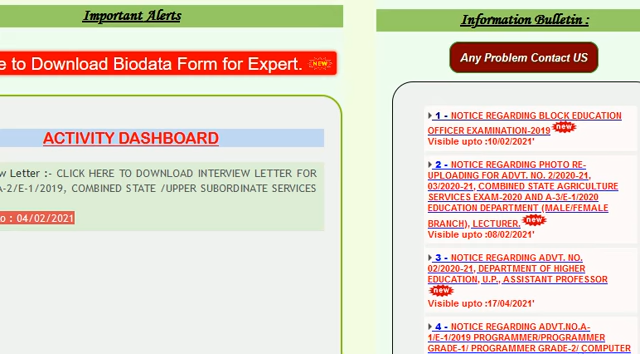 Important Alerts
e to Download Biodata Form for Expert. NEW
ACTIVITY DASHBOARD
w Letter :- CLICK HERE TO DOWNLOAD INTERVIEW LETTER FOR
A-2/E-1/2019, COMBINED STATE /UPPER SUBORDINATE SERVICES
o : 04/02/2021
Information Bulletin :
Any Problem Contact US
1 - NOTICE REGARDING BLOCK EDUCATION
OFFICER EXAMINATION-2019 new
Visible upto :10/02/2021'
2 - NOTICE REGARDING PHOTO RE-
UPLOADING FOR ADVT. NO. 2/2020-21,
03/2020-21, COMBINED STATE AGRICULTURE
SERVICES EXAM-2020 AND A-3/E-1/2020
EDUCATION DEPARTMENT (MALE/FEMALE
BRANCH), LECTURER. new
Visible upto :08/02/2021'
3 - NOTICE REGARDING ADVT. NO.
02/2020-21, DEPARTMENT OF HIGHER
EDUCATION, U.P., ASSISTANT PROFESSOR
new
Visible upto :17/04/2021'
4 - NOTICE REGARDING ADVT.NO.A-
1/E-1/2019 PROGRAMMER/PROGRAMMER
GRADE-1/ PROGRAMMER GRADE-2/ COMPUTER